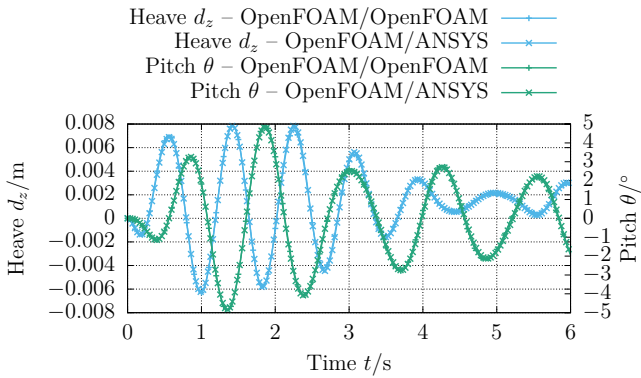 Heave d_z – OpenFOAM/OpenFOAM
Heave d_z – OpenFOAM/ANSYS
Pitch θ – OpenFOAM/OpenFOAM
Pitch θ – OpenFOAM/ANSYS
Heave d_z/m
0.008
0.006
0.004
0.002
0
−0.002
−0.004
−0.006
−0.008
5
4
3
2
1
0
−1
−2
−3
−4
−5
Pitch θ/°
0 1 2 3 4 5 6
Time t/s